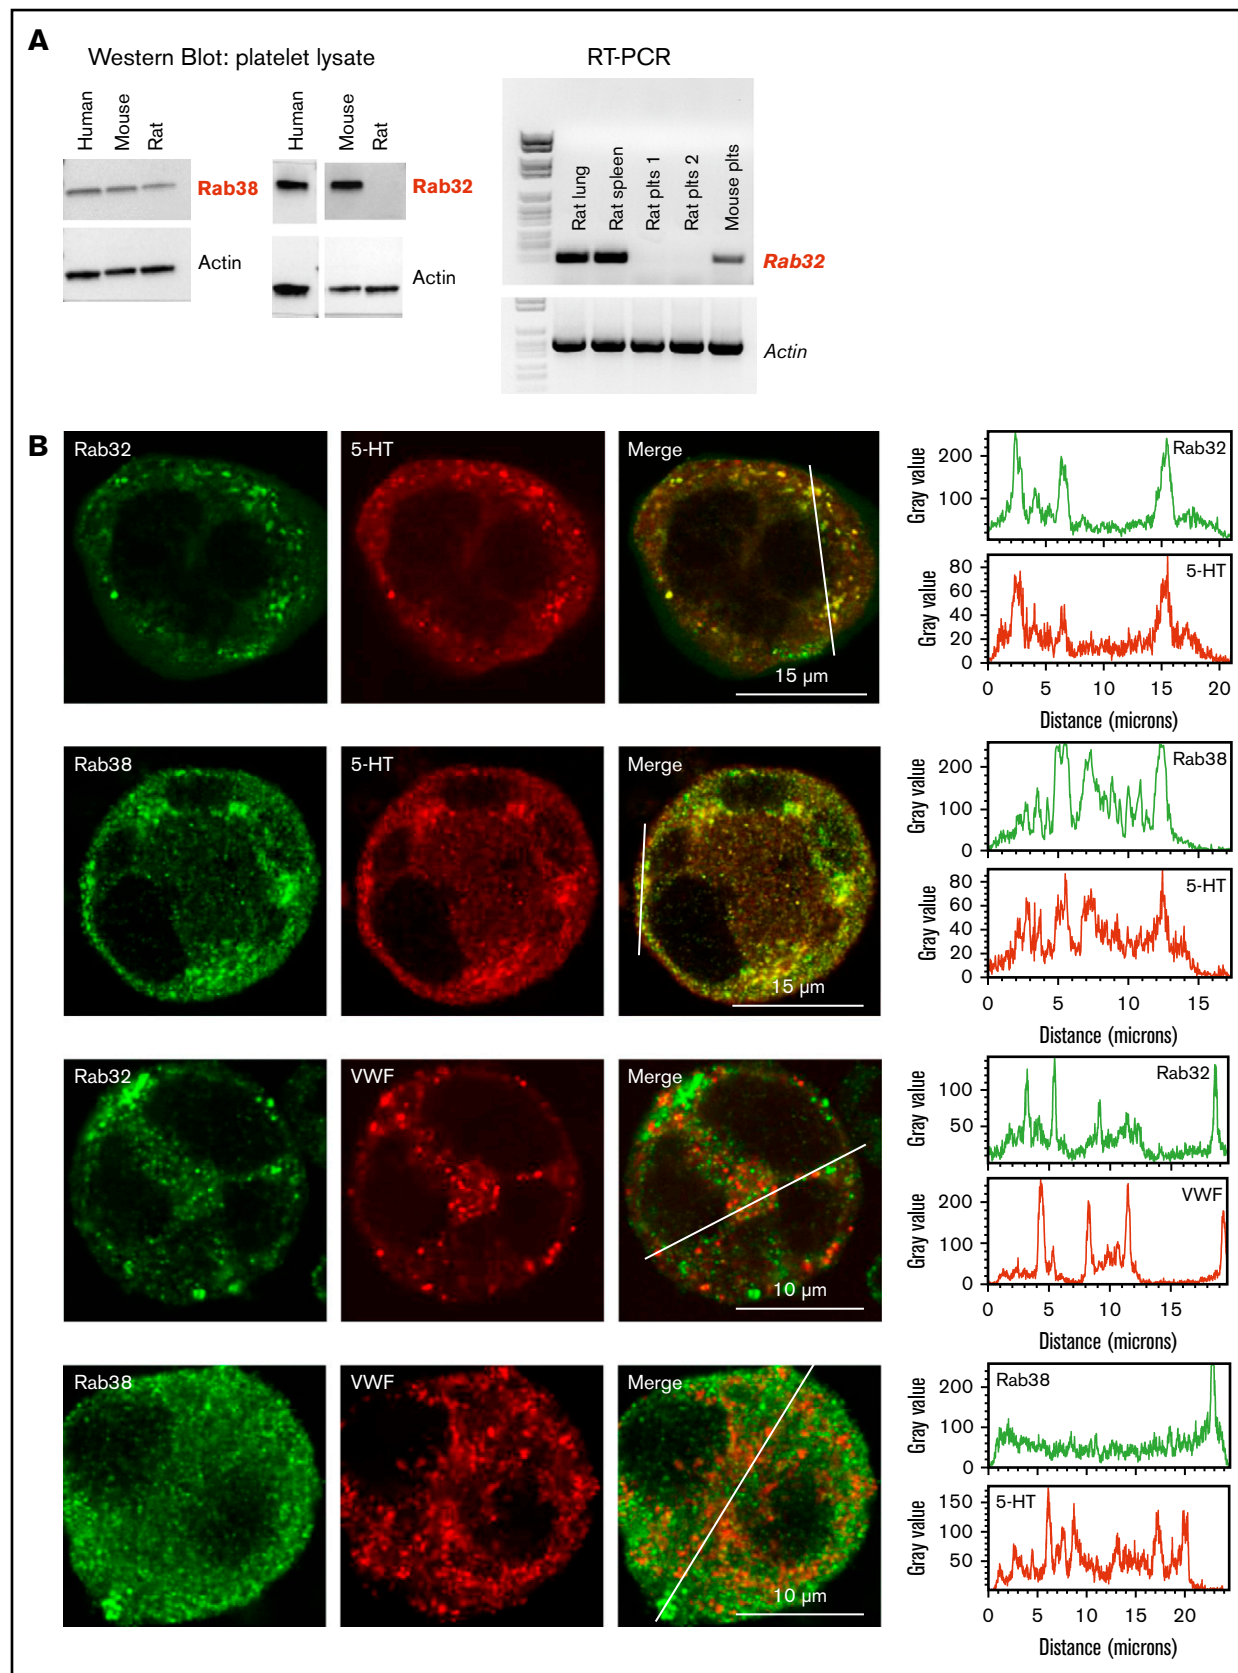 A
Western Blot: platelet lysate
RT-PCR
Human
Mouse
Rat
Human
Mouse
Rat
Rab38
Rab32
Actin
Actin
Rat lung
Rat spleen
Rat plts 1
Rat plts 2
Mouse plts
Rab32
Actin
B
Rab32
5-HT
Merge
15 µm
Gray value
200
100
Rab32
Gray value
80
60
40
20
0
5-HT
0 5 10 15 20
Distance (microns)
Rab38
5-HT
Merge
15 µm
Gray value
200
100
0
Rab38
Gray value
80
60
40
20
0
5-HT
0 5 10 15
Distance (microns)
Rab32
VWF
Merge
10 µm
Gray value
100
50
Rab32
Gray value
200
100
0
VWF
0 5 10 15
Distance (microns)
Rab38
VWF
Merge
10 µm
Gray value
200
100
0
Rab38
Gray value
150
100
50
5-HT
0 5 10 15 20
Distance (microns)